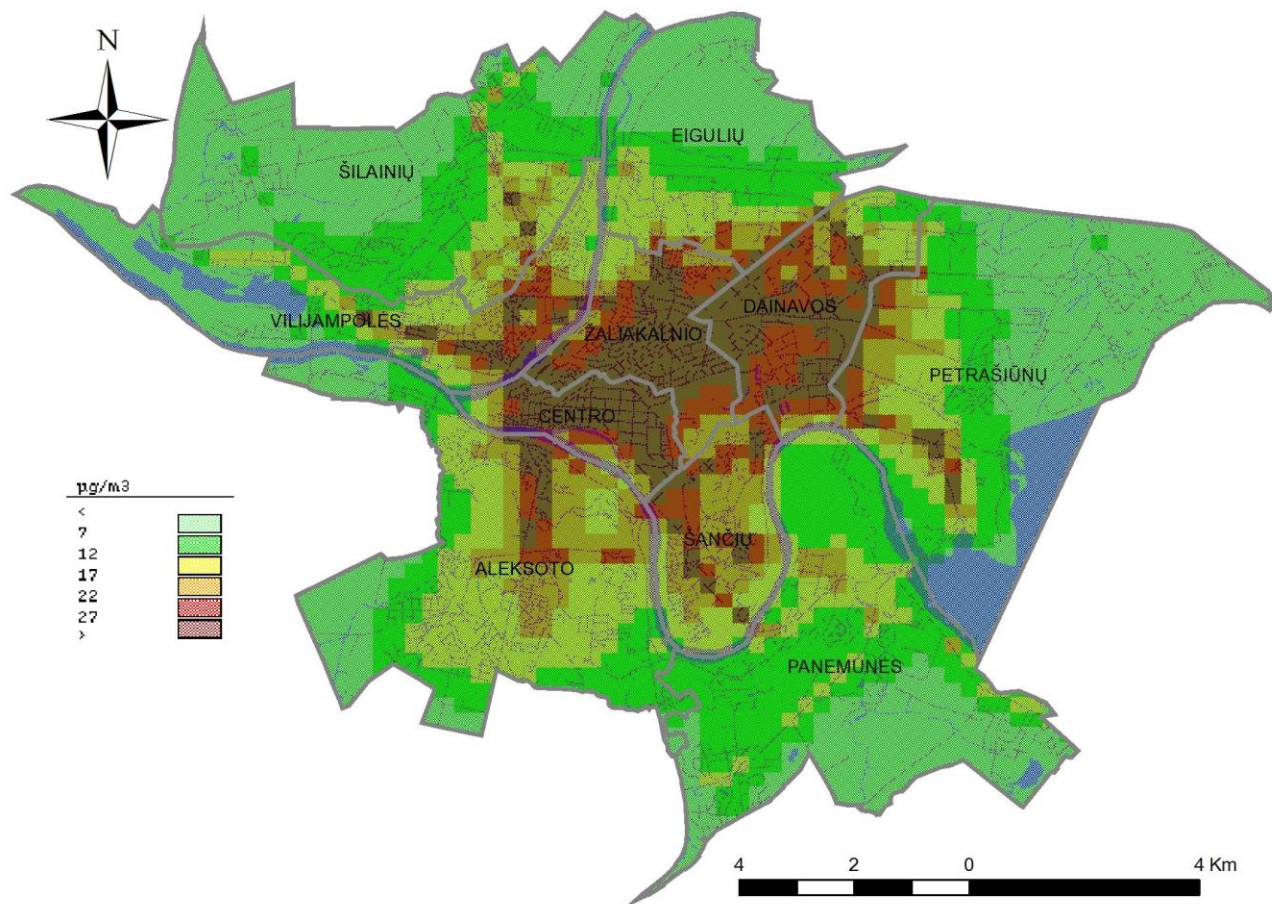 N
EIGULIŲ
ŠILAINIŲ
DAINAVOS
VILIJAMPOLĖS
ŽALIAKALNIO
PETRAŠIŪNŲ
CENTRO
µg/m3
<
7
12
17
22
27
>
ŠANČIŲ
ALEKSOTO
PANEMUNĖS
4 2 0 4 Km